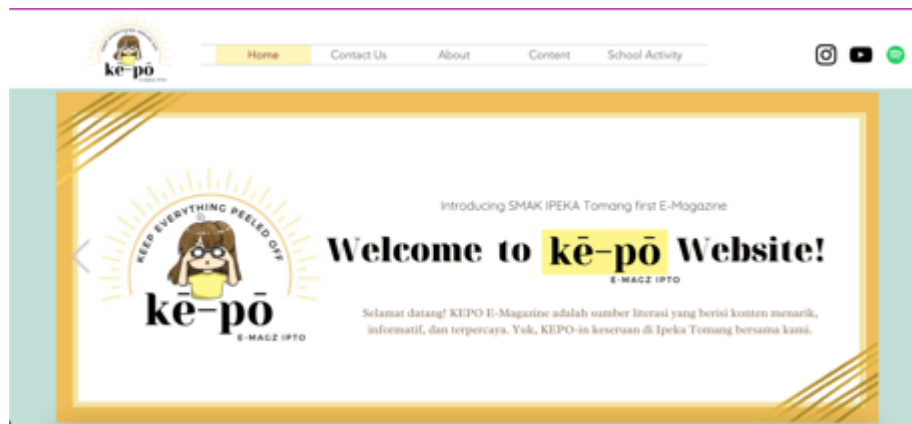 kē-pō
E-MAGZ IPTO
Home Contact Us About Content School Activity
KEEP EVERYTHING PEELED OFF
kē-pō
E-MAGZ IPTO
Introducing SMAK IPEKA Tomang first E-Magazine
Welcome to kē-pō Website!
E-MAGZ IPTO
Selamat datang! KEPO E-Magazine adalah sumber literasi yang berisi konten menarik,
informatif, dan terpercaya. Yuk, KEPO-in keseruan di Ipeka Tomang bersama kami.